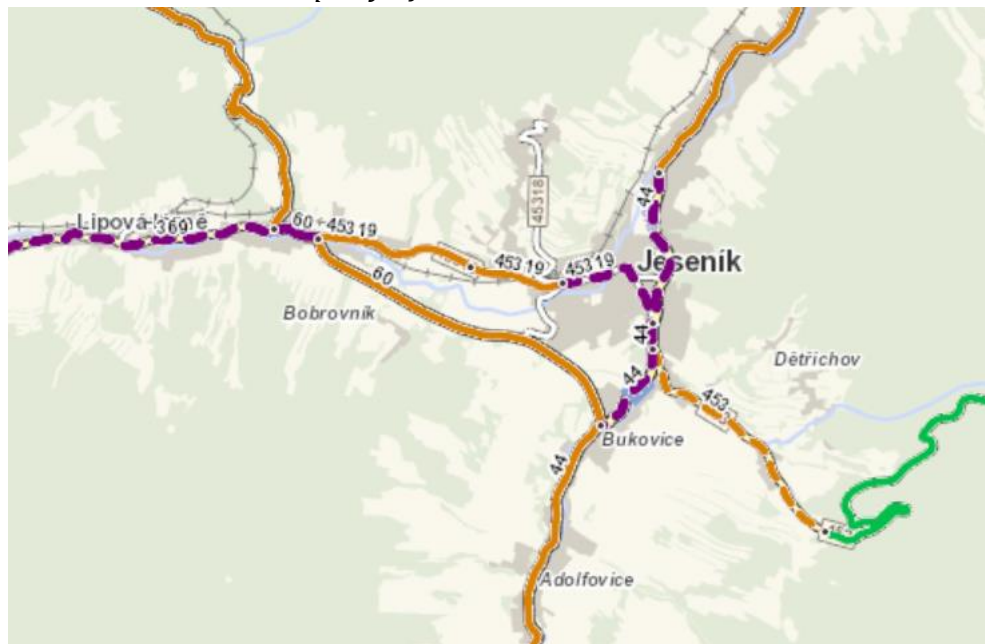 44
45318
Lipová-lázně
369
60
453 19
453 19
453 19
Jeseník
60
Bobrovník
44
Dětřichov
44
453
Bukovice
44
Adolfovice